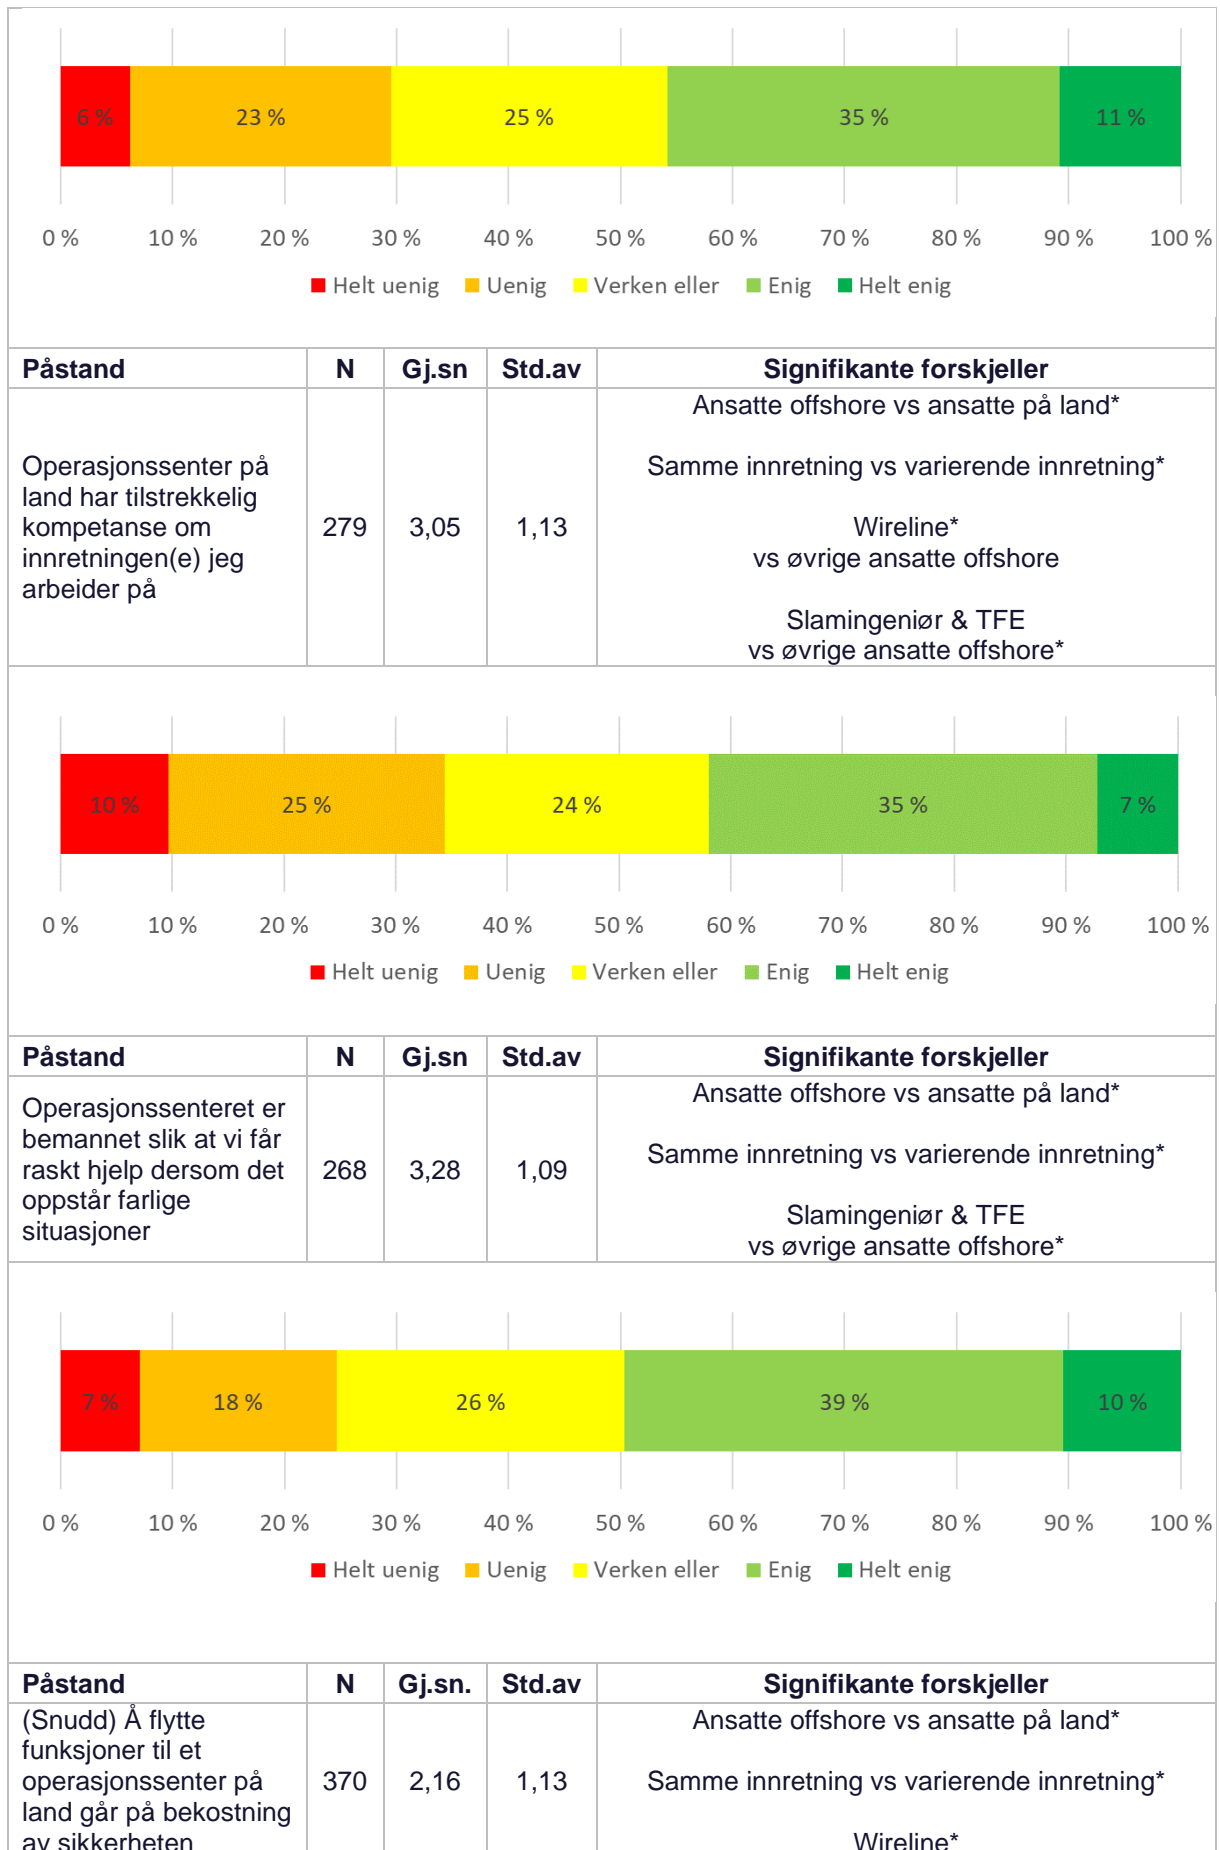 6 % 23 % 25 % 35 % 11 %
0 % 10 % 20 % 30 % 40 % 50 % 60 % 70 % 80 % 90 % 100 %
Helt uenig Uenig Verken eller Enig Helt enig
Påstand N Gj.sn Std.av Signifikante forskjeller
Operasjonssenter på
land har tilstrekkelig
kompetanse om
innretningen(e) jeg
arbeider på
279 3,05 1,13
Ansatte offshore vs ansatte på land*
Samme innretning vs varierende innretning*
Wireline*
vs øvrige ansatte offshore
Slamingeniør & TFE
vs øvrige ansatte offshore*
10 % 25 % 24 % 35 % 7 %
0 % 10 % 20 % 30 % 40 % 50 % 60 % 70 % 80 % 90 % 100 %
Helt uenig Uenig Verken eller Enig Helt enig
Påstand N Gj.sn Std.av Signifikante forskjeller
Operasjonssenteret er
bemannet slik at vi får
raskt hjelp dersom det
oppstår farlige
situasjoner
268 3,28 1,09
Ansatte offshore vs ansatte på land*
Samme innretning vs varierende innretning*
Slamingeniør & TFE
vs øvrige ansatte offshore*
7 % 18 % 26 % 39 % 10 %
0 % 10 % 20 % 30 % 40 % 50 % 60 % 70 % 80 % 90 % 100 %
Helt uenig Uenig Verken eller Enig Helt enig
Påstand N Gj.sn. Std.av Signifikante forskjeller
(Snudd) Å flytte
funksjoner til et
operasjonssenter på
land går på bekostning
av sikkerheten
370 2,16 1,13
Ansatte offshore vs ansatte på land*
Samme innretning vs varierende innretning*
Wireline*